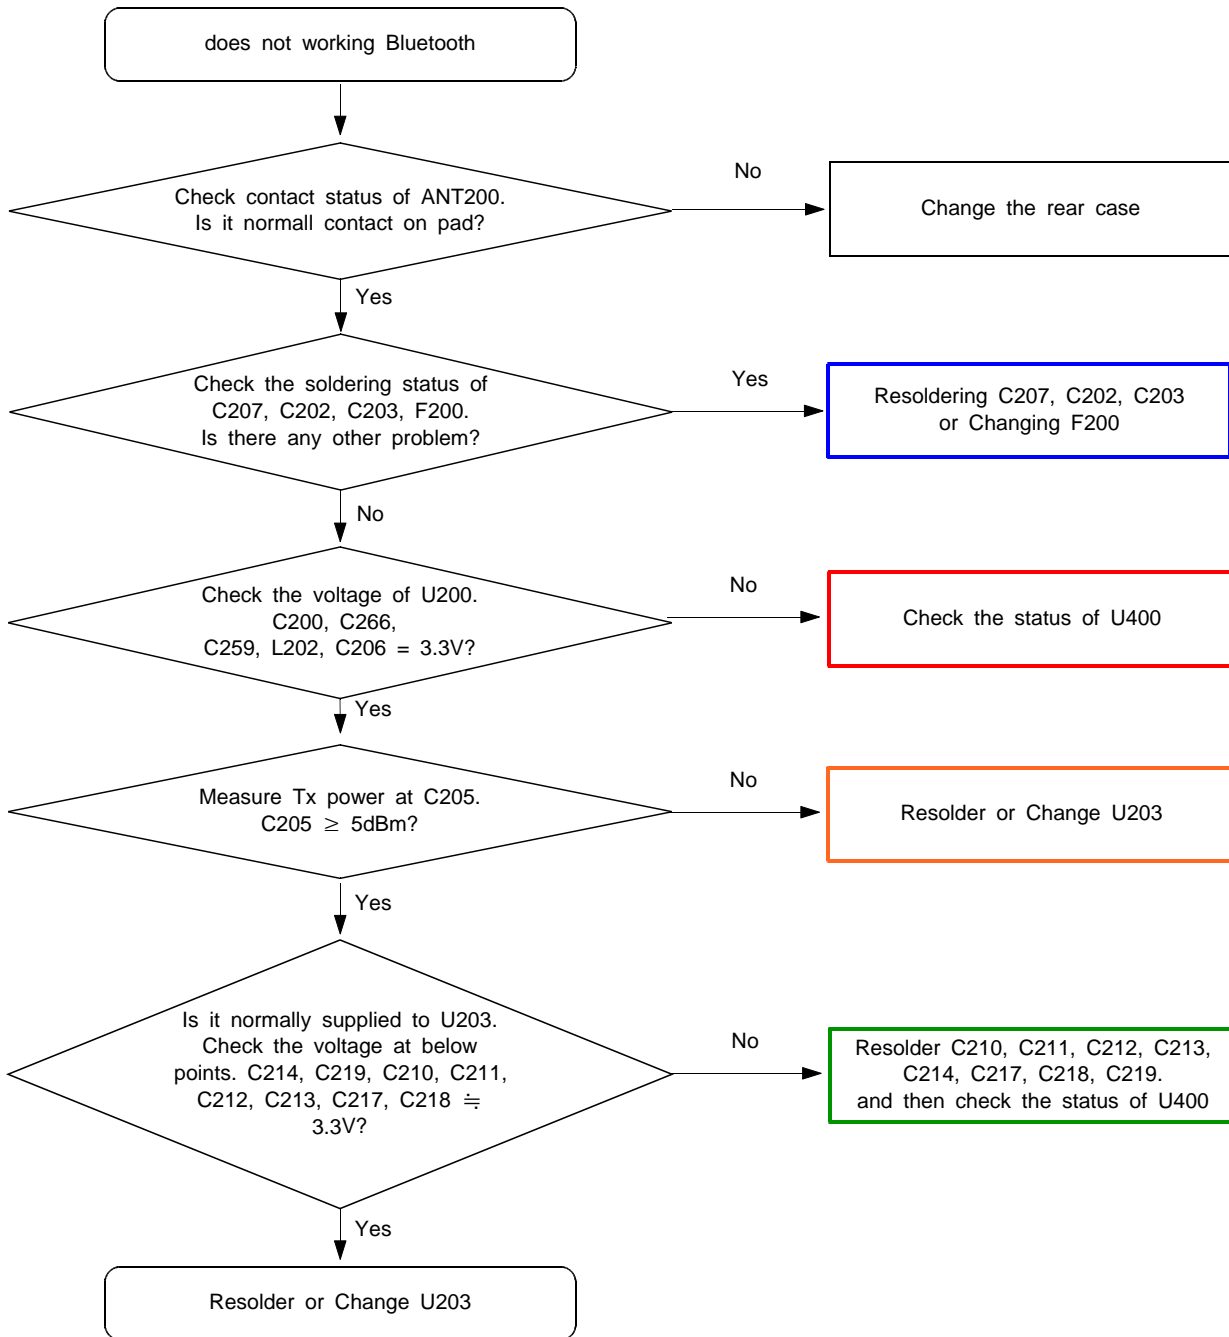 does not working Bluetooth
Check contact status of ANT200.
Is it normall contact on pad?
No
Change the rear case
Yes
Check the soldering status of
C207, C202, C203, F200.
Is there any other problem?
Yes
Resoldering C207, C202, C203
or Changing F200
No
Check the voltage of U200.
C200, C266,
C259, L202, C206 = 3.3V?
No
Check the status of U400
Yes
Measure Tx power at C205.
C205 ≥ 5dBm?
No
Resolder or Change U203
Yes
Is it normally supplied to U203.
Check the voltage at below
points. C214, C219, C210, C211,
C212, C213, C217, C218 ≒
3.3V?
No
Resolder C210, C211, C212, C213,
C214, C217, C218, C219.
and then check the status of U400
Yes
Resolder or Change U203